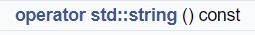 operator std::string () const